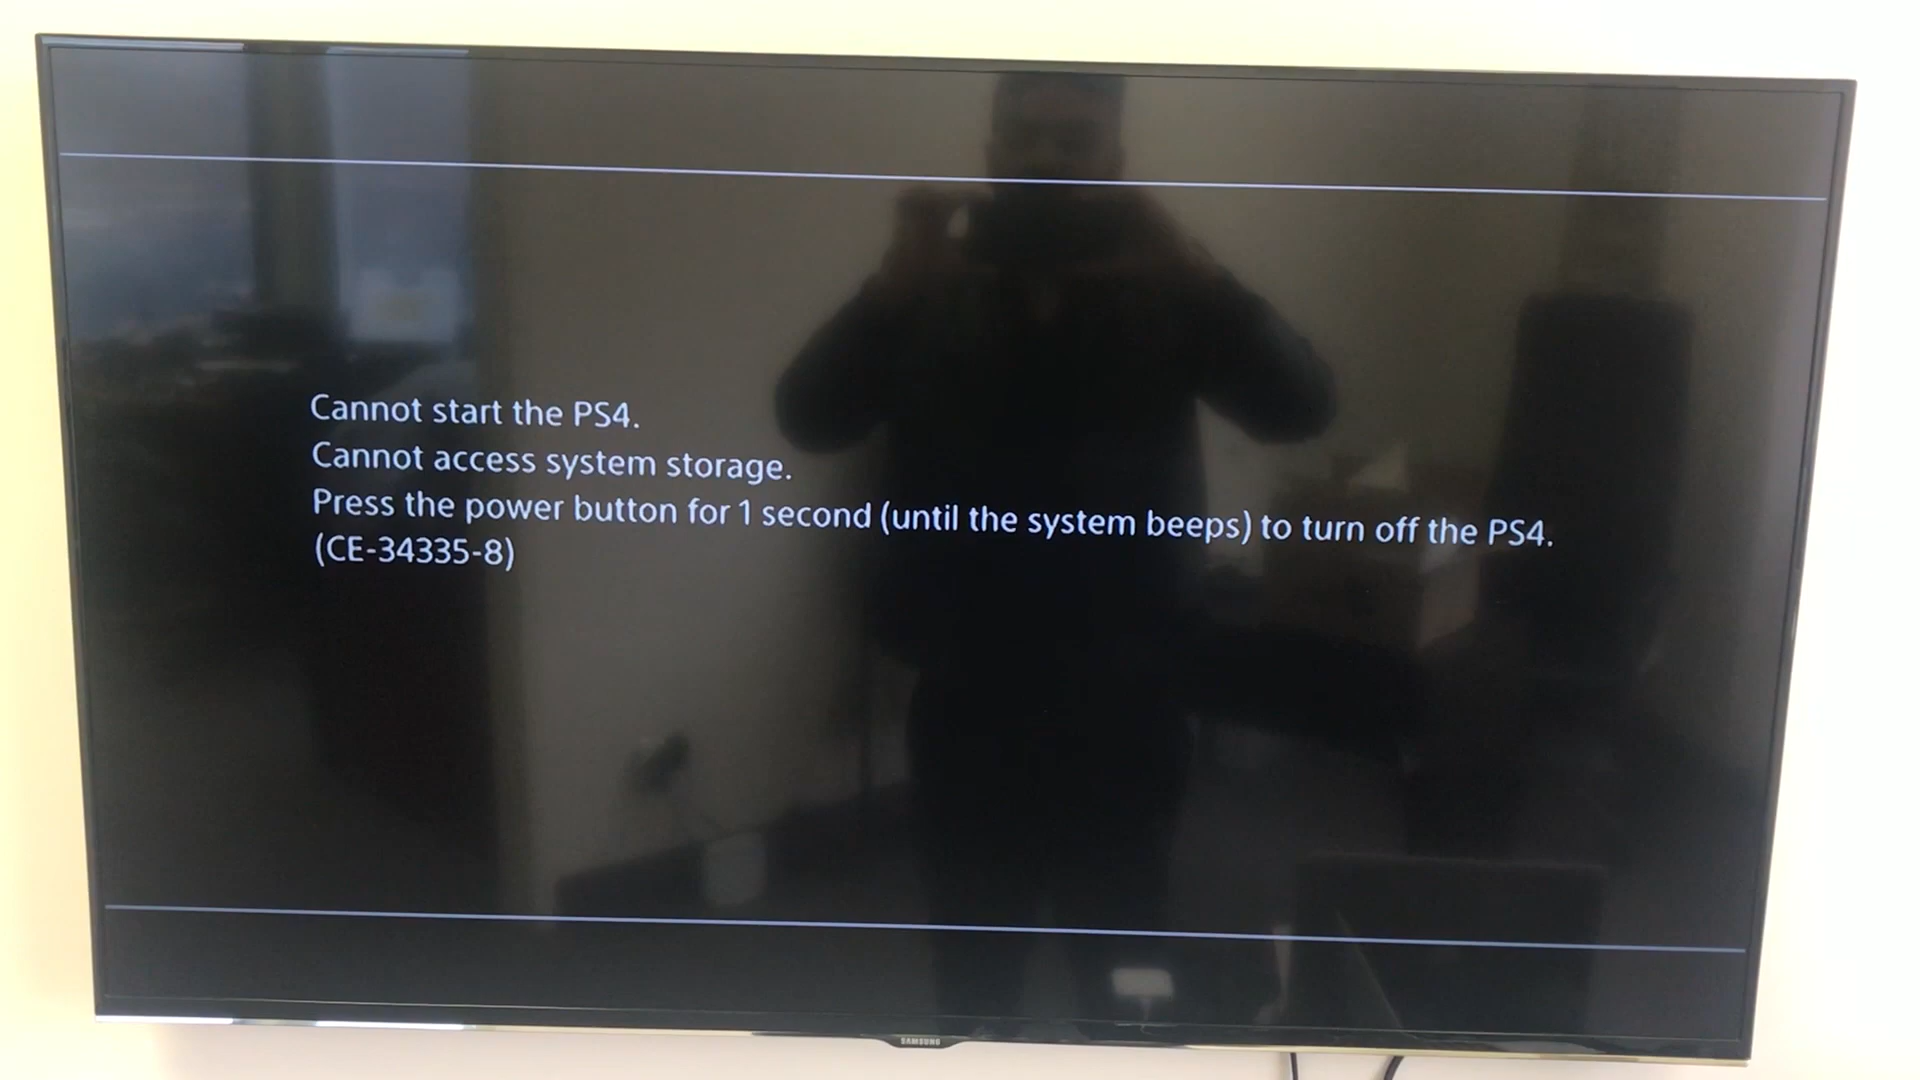 Cannot start the PS4.
Cannot access system storage.
Press the power button for 1 second (until the system beeps) to turn off the PS4.
(CE-34335-8)
SAMSUNG